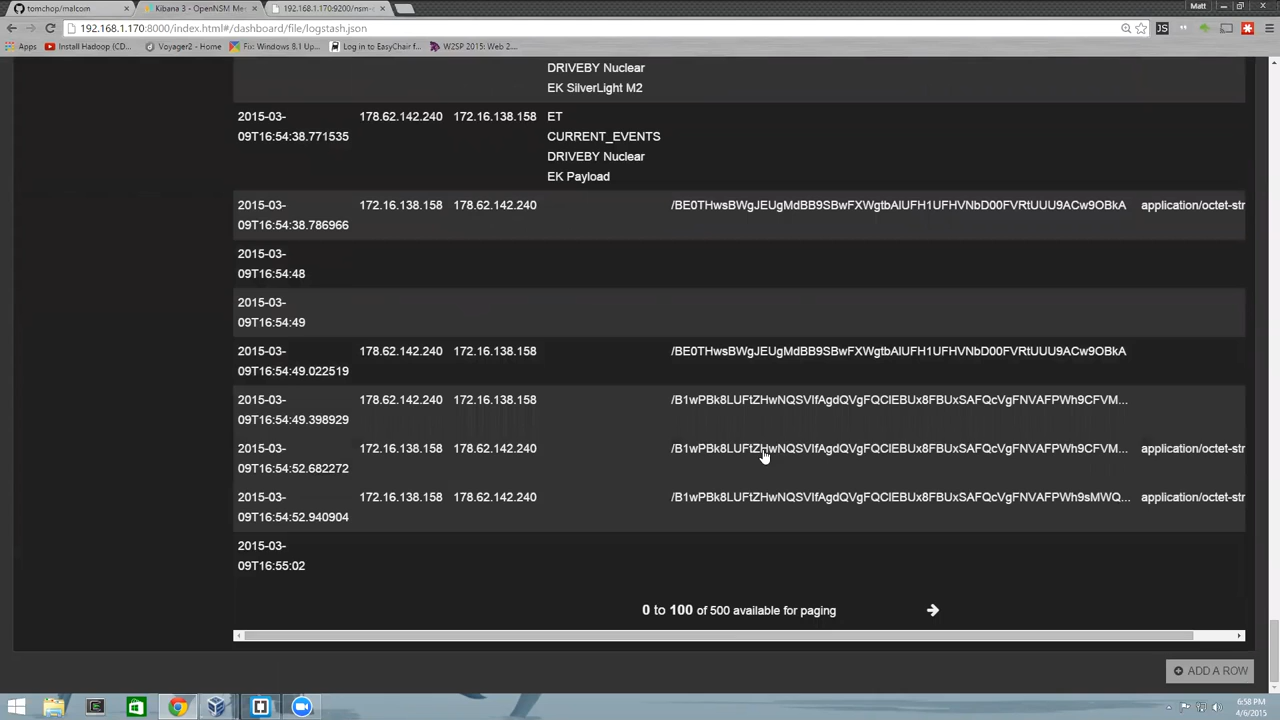 tomchop/malcom
Kibana 3 - OpenNSM Me
192.168.1.170:9200/nsm-
Matt
192.168.1.170:8000/index.html#/dashboard/file/logstash.json
Apps
Install Hadoop (CD...
Voyager2 - Home
Fix: Windows 8.1 Up...
Log in to EasyChair f...
W2SP 2015: Web 2....
DRIVEBY Nuclear
EK SilverLight M2
2015-03-
09T16:54:38.771535
178.62.142.240
172.16.138.158
ET
CURRENT_EVENTS
DRIVEBY Nuclear
EK Payload
2015-03-
09T16:54:38.786966
172.16.138.158
178.62.142.240
/BE0THwsBWgJEUgMdBB9SBwFXWgtbAlUFH1UFHVNbD00FVRtUUU9ACw9OBkA
application/octet-str
2015-03-
09T16:54:48
2015-03-
09T16:54:49
2015-03-
09T16:54:49.022519
178.62.142.240
172.16.138.158
/BE0THwsBWgJEUgMdBB9SBwFXWgtbAlUFH1UFHVNbD00FVRtUUU9ACw9OBkA
2015-03-
09T16:54:49.398929
178.62.142.240
172.16.138.158
/B1wPBk8LUFtZHwNQSVIfAgdQVgFQCIEBUx8FBUxSAFQcVgFNVAFPWh9CFVM...
2015-03-
09T16:54:52.682272
172.16.138.158
178.62.142.240
/B1wPBk8LUFtZHwNQSVIfAgdQVgFQCIEBUx8FBUxSAFQcVgFNVAFPWh9CFVM...
application/octet-str
2015-03-
09T16:54:52.940904
172.16.138.158
178.62.142.240
/B1wPBk8LUFtZHwNQSVIfAgdQVgFQCIEBUx8FBUxSAFQcVgFNVAFPWh9sMWQ...
application/octet-str
2015-03-
09T16:55:02
0 to 100 of 500 available for paging
ADD A ROW
6:58 PM
4/6/2015